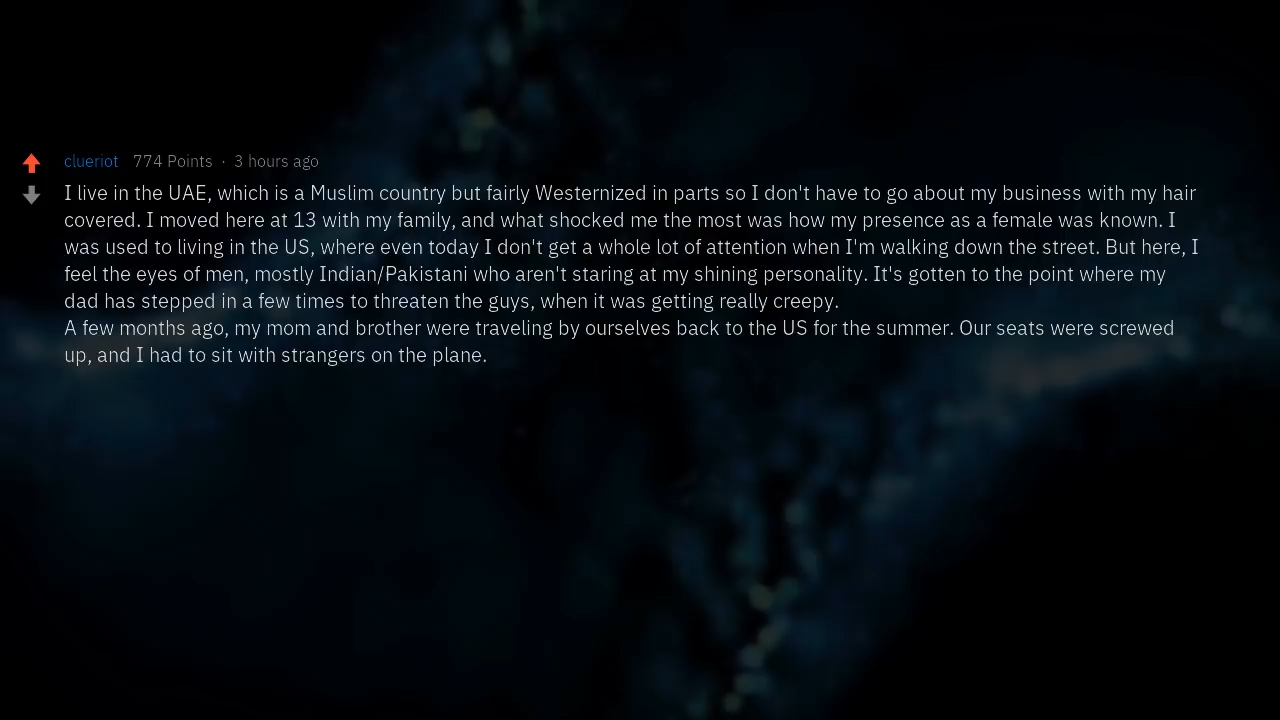 clueriot 774 Points · 3 hours ago
I live in the UAE, which is a Muslim country but fairly Westernized in parts so I don't have to go about my business with my hair
covered. I moved here at 13 with my family, and what shocked me the most was how my presence as a female was known. I
was used to living in the US, where even today I don't get a whole lot of attention when I'm walking down the street. But here, I
feel the eyes of men, mostly Indian/Pakistani who aren't staring at my shining personality. It's gotten to the point where my
dad has stepped in a few times to threaten the guys, when it was getting really creepy.
A few months ago, my mom and brother were traveling by ourselves back to the US for the summer. Our seats were screwed
up, and I had to sit with strangers on the plane.